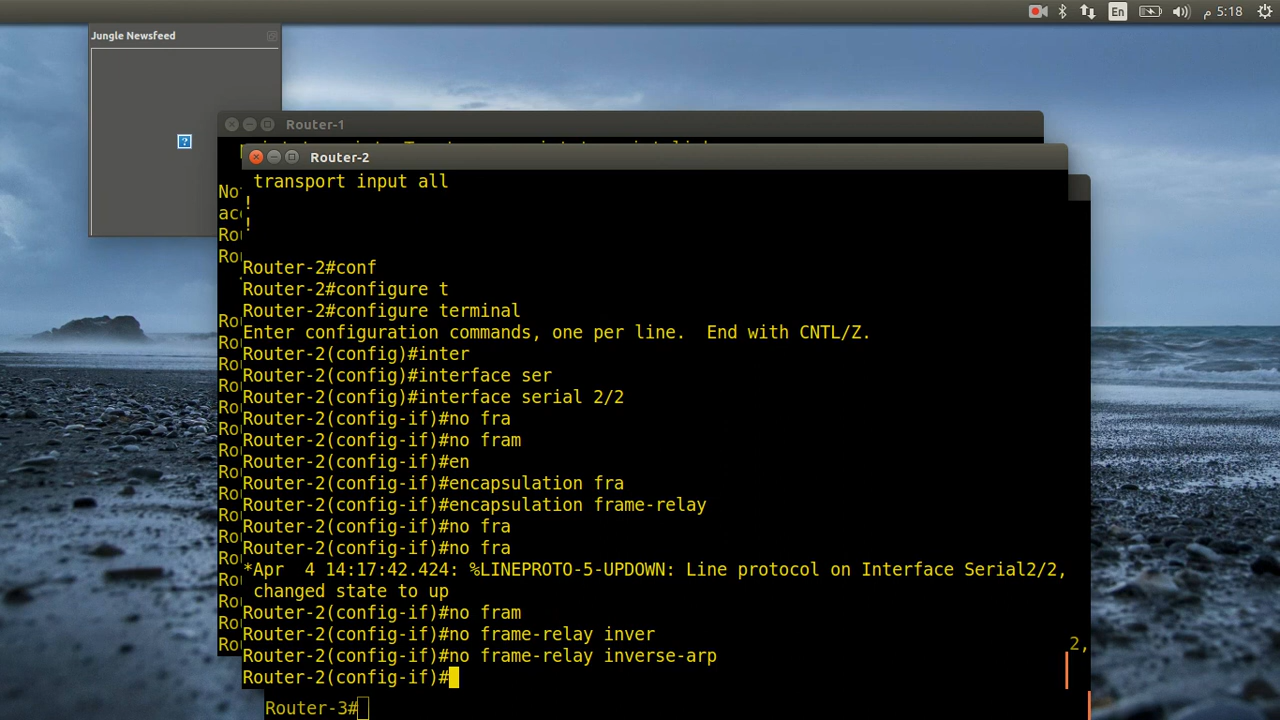 En
5:18 م
Jungle Newsfeed
Router-1
Router-2
transport input all
!
!
Router-2#conf
Router-2#configure t
Router-2#configure terminal
Enter configuration commands, one per line.  End with CNTL/Z.
Router-2(config)#inter
Router-2(config)#interface ser
Router-2(config)#interface serial 2/2
Router-2(config-if)#no fra
Router-2(config-if)#no fram
Router-2(config-if)#en
Router-2(config-if)#encapsulation fra
Router-2(config-if)#encapsulation frame-relay
Router-2(config-if)#no fra
Router-2(config-if)#no fra
*Apr  4 14:17:42.424: %LINEPROTO-5-UPDOWN: Line protocol on Interface Serial2/2,
changed state to up
Router-2(config-if)#no fram
Router-2(config-if)#no frame-relay inver
Router-2(config-if)#no frame-relay inverse-arp
Router-2(config-if)#
2,
Router-3#